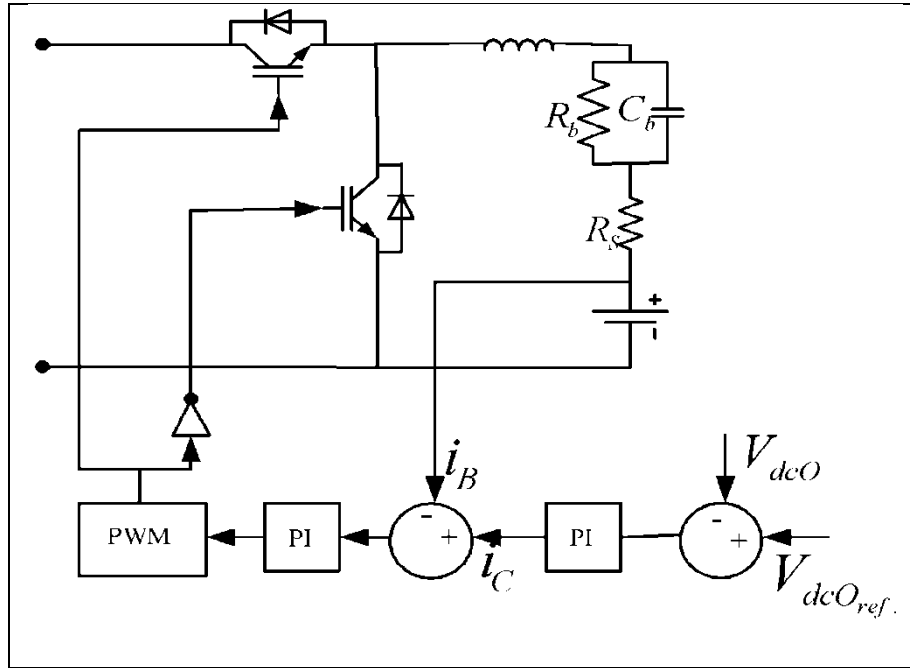 R_b
C_b
R_S
+
i_B
V_dcO
-
+
-
+
PWM
PI
i_C
PI
V_dcO_ref.